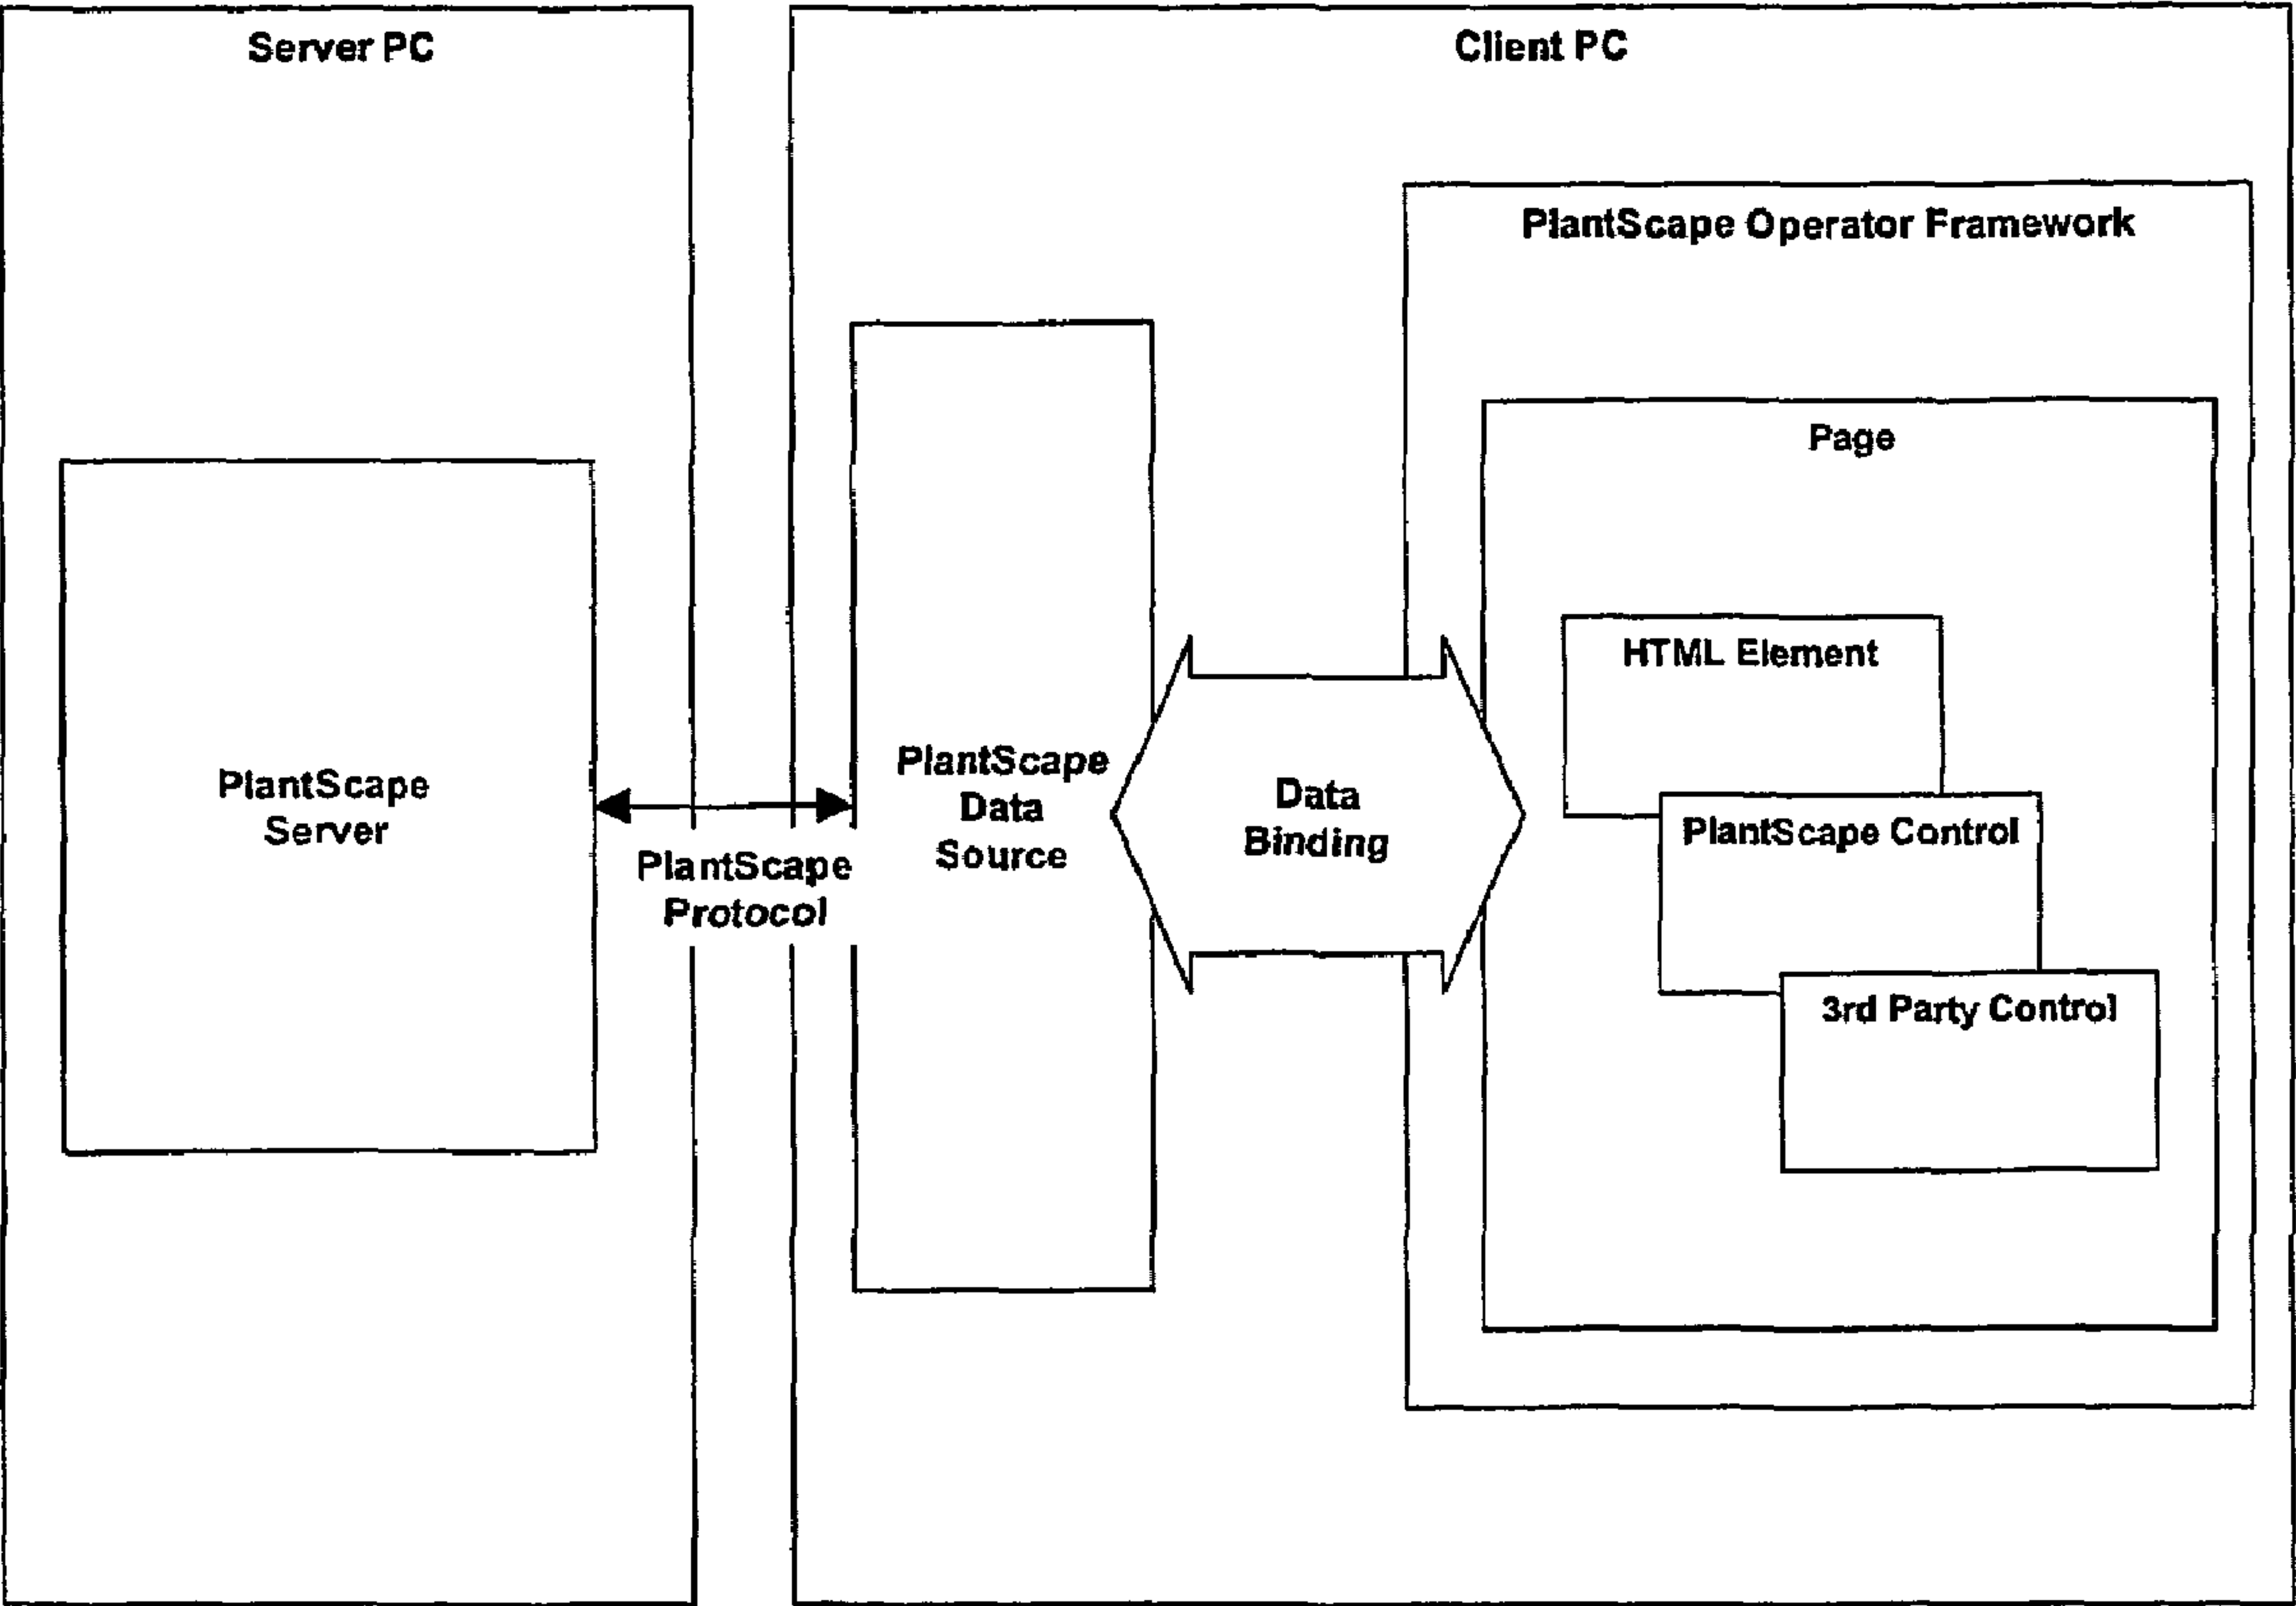 Server PC
Client PC
PlantScape Operator Framework
Page
HTML Element
PlantScape Control
3rd Party Control
PlantScape
Server
PlantScape
Protocol
PlantScape
Data
Source
Data
Binding